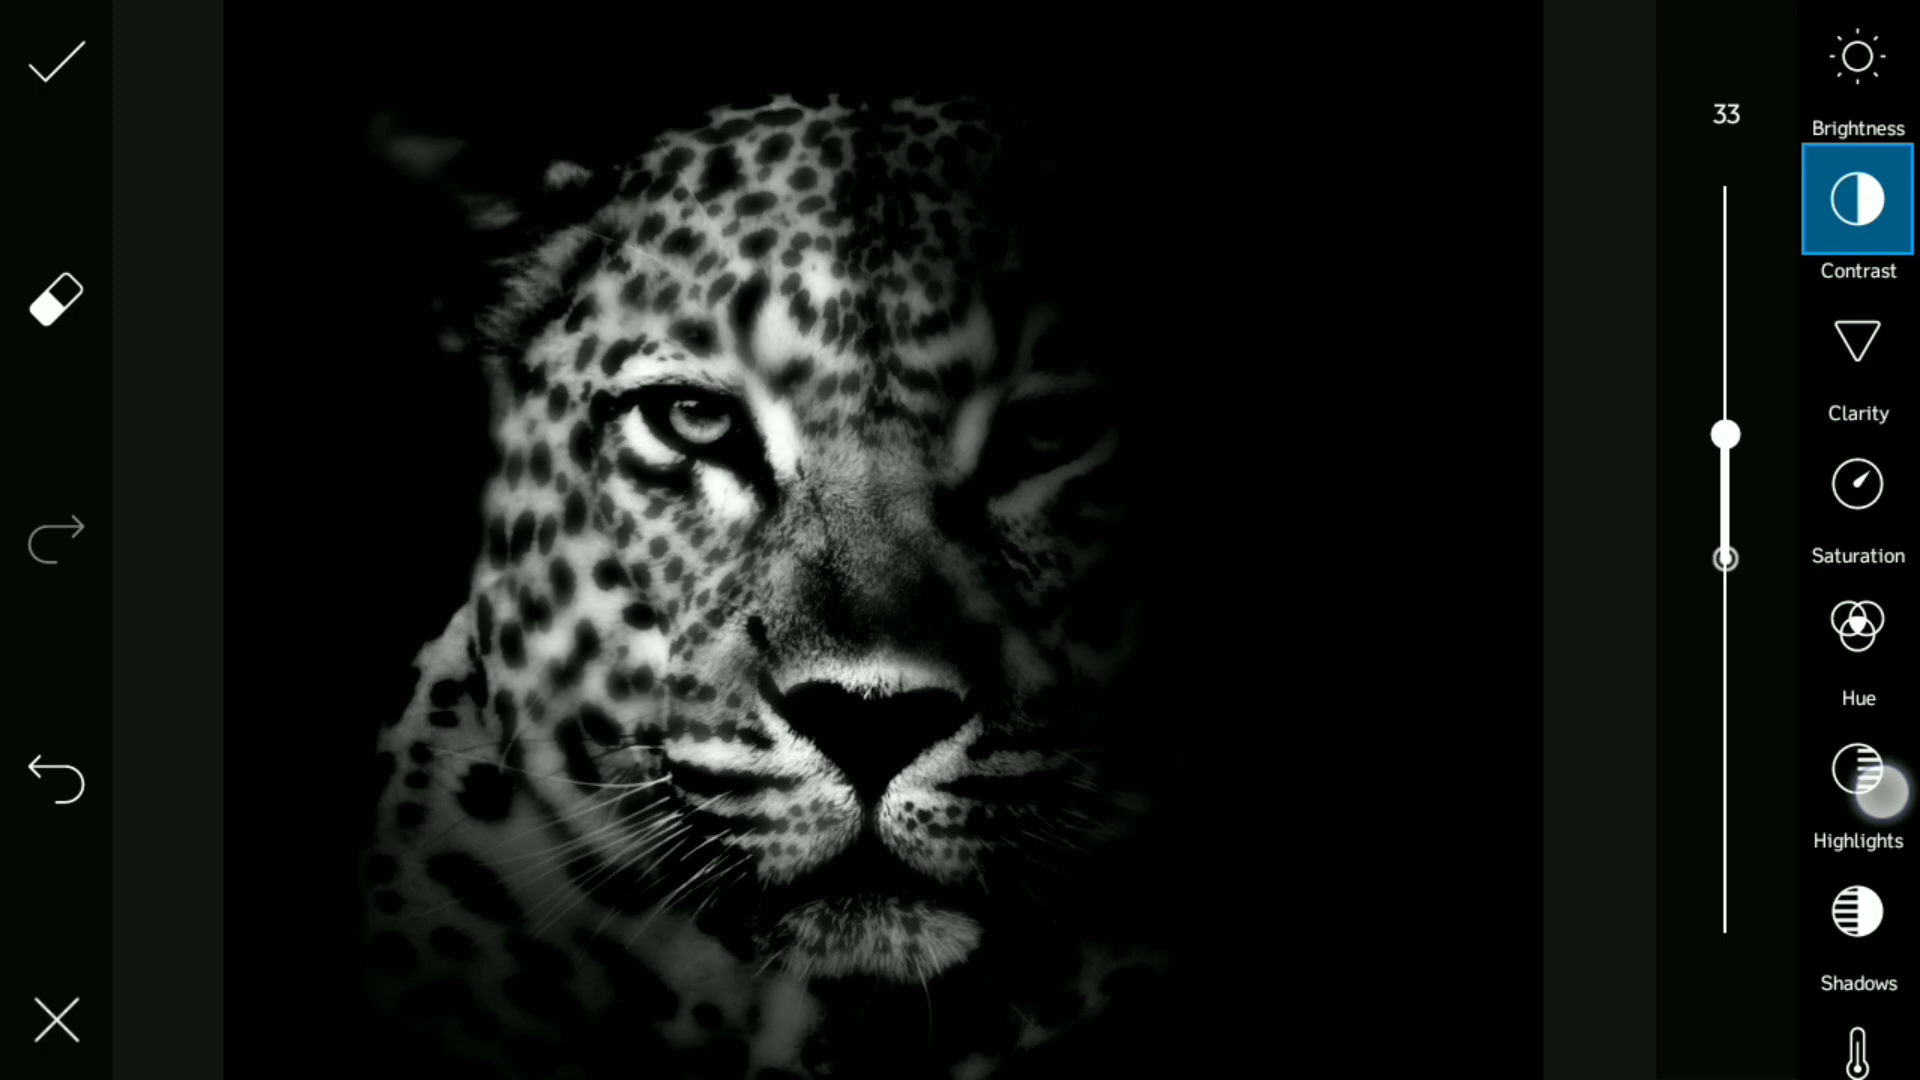 33
Brightness
Contrast
Clarity
Saturation
Hue
Highlights
Shadows